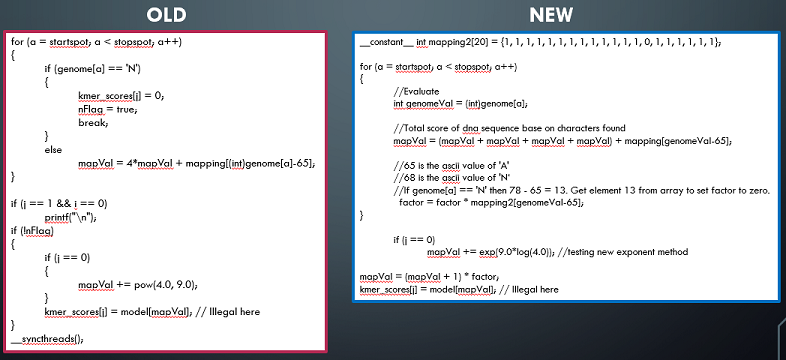 OLD
for (a = startspot; a < stopspot; a++)
{
if (genome[a] == 'N')
{
kmer_scores[j] = 0;
nFlag = true;
break;
}
else
mapVal = 4*mapVal + mapping[(int)genome[a]-65];
}
if (j == 1 && i == 0)
printf("\n");
if (!nFlag)
{
if (j == 0)
{
mapVal += pow(4.0, 9.0);
}
kmer_scores[j] = model[mapVal]; // Illegal here
}
__syncthreads();
NEW
__constant__ int mapping2[20] = {1, 1, 1, 1, 1, 1, 1, 1, 1, 1, 1, 1, 1, 0, 1, 1, 1, 1, 1, 1};
for (a = startspot; a < stopspot; a++)
{
//Evaluate
int genomeVal = (int)genome[a];
//Total score of dna sequence base on characters found
mapVal = (mapVal + mapVal + mapVal + mapVal) + mapping[genomeVal-65];
//65 is the ascii value of 'A'
//68 is the ascii value of 'N'
//If genome[a] == 'N' then 78 - 65 = 13. Get element 13 from array to set factor to zero.
factor = factor * mapping2[genomeVal-65];
}
if (j == 0)
mapVal += exp(9.0*log(4.0)); //testing new exponent method
mapVal = (mapVal + 1) * factor;
kmer_scores[j] = model[mapVal]; // Illegal here